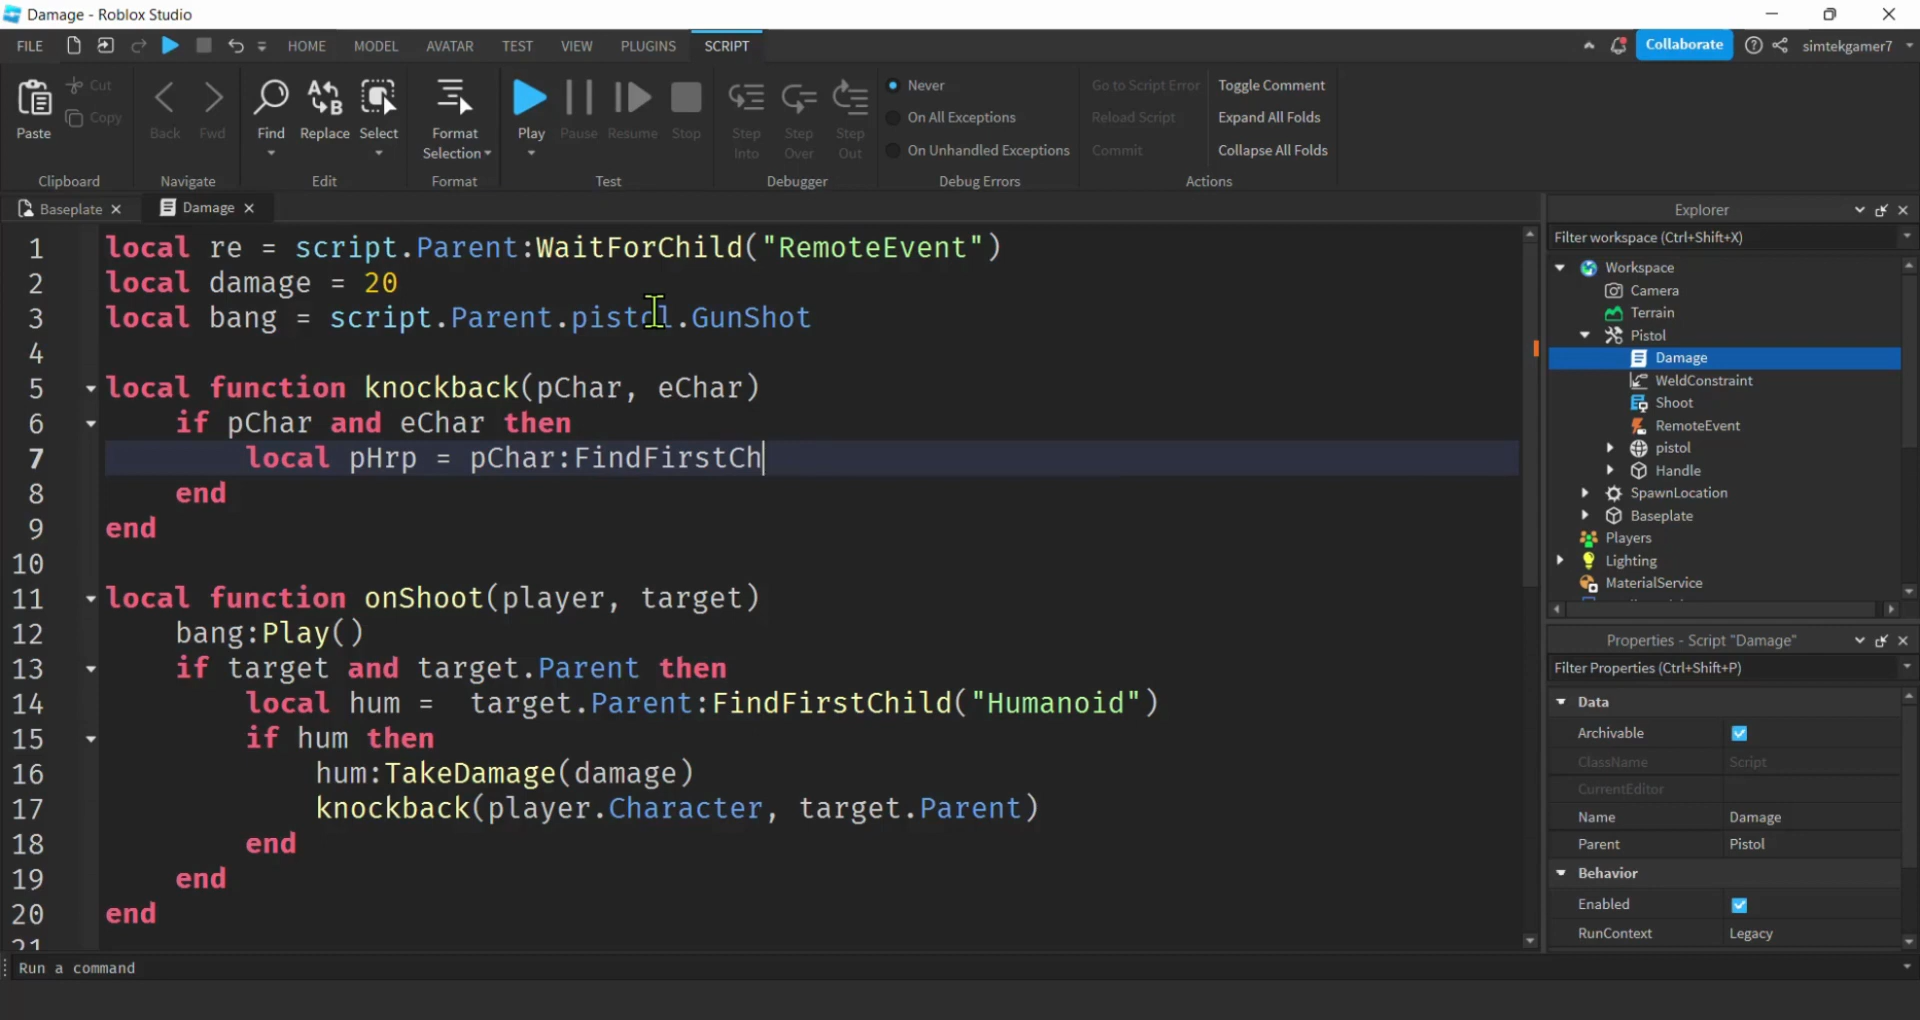 Damage - Roblox Studio
FILE HOME MODEL AVATAR TEST VIEW PLUGINS SCRIPT Collaborate simtekgamer7
Paste Cut Copy Back Fwd Find Replace Select Format Selection Play Pause Resume Stop Step Into Step Over Step Out
Never
On All Exceptions
On Unhandled Exceptions
Go to Script Error
Reload Script
Commit
Toggle Comment
Expand All Folds
Collapse All Folds
Clipboard Navigate Edit Format Test Debugger Debug Errors Actions
Baseplate Damage
1 local re = script.Parent:WaitForChild("RemoteEvent")
2 local damage = 20
3 local bang = script.Parent.pistol.GunShot
4
5 local function knockback(pChar, eChar)
6 if pChar and eChar then
7 local pHrp = pChar:FindFirstCh
8 end
9 end
10
11 local function onShoot(player, target)
12 bang:Play()
13 if target and target.Parent then
14 local hum =  target.Parent:FindFirstChild("Humanoid")
15 if hum then
16 hum:TakeDamage(damage)
17 knockback(player.Character, target.Parent)
18 end
19 end
20 end
21
Explorer
Filter workspace (Ctrl+Shift+X)
Workspace
Camera
Terrain
Pistol
Damage
WeldConstraint
Shoot
RemoteEvent
pistol
Handle
SpawnLocation
Baseplate
Players
Lighting
MaterialService
Properties - Script "Damage"
Filter Properties (Ctrl+Shift+P)
Data
Archivable
ClassName Script
CurrentEditor
Name Damage
Parent Pistol
Behavior
Enabled
RunContext Legacy
Run a command